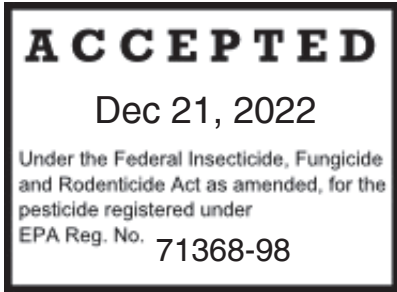 ACCEPTED
Dec 21, 2022
Under the Federal Insecticide, Fungicide
and Rodenticide Act as amended, for the
pesticide registered under
EPA Reg. No. 71368-98